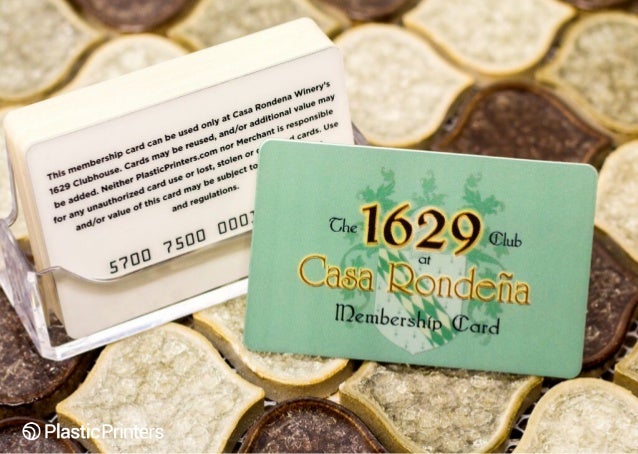 This membership card can be used only at Casa Rondena Winery's
1629 Clubhouse. Cards may be reused, and/or additional value may
be added. Neither PlasticPrinters.com nor Merchant is responsible
for any unauthorized card use or lost, stolen or cards. Use
and/or value of this card may be subject to
and regulations.
5700 7500 000
The 1629 Club
at
Casa Rondeña
Membership Card
PlasticPrinters